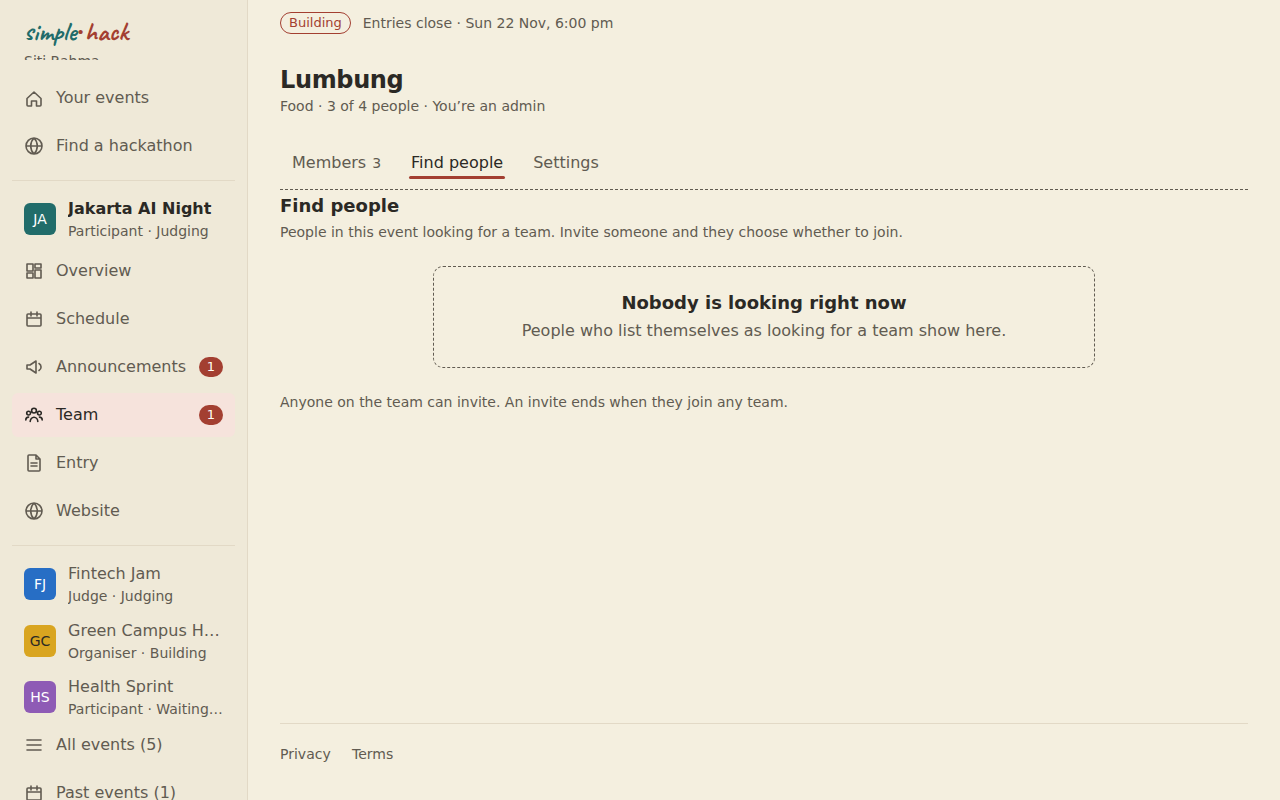 simple·hack
Siti Rahma
Your events
Find a hackathon
JA
Jakarta AI Night
Participant · Judging
Overview
Schedule
Announcements 1
Team 1
Entry
Website
FJ
Fintech Jam
Judge · Judging
GC
Green Campus H…
Organiser · Building
HS
Health Sprint
Participant · Waiting…
All events (5)
Past events (1)
Building Entries close · Sun 22 Nov, 6:00 pm
Lumbung
Food · 3 of 4 people · You’re an admin
Members 3 Find people Settings
Find people
People in this event looking for a team. Invite someone and they choose whether to join.
Nobody is looking right now
People who list themselves as looking for a team show here.
Anyone on the team can invite. An invite ends when they join any team.
Privacy Terms